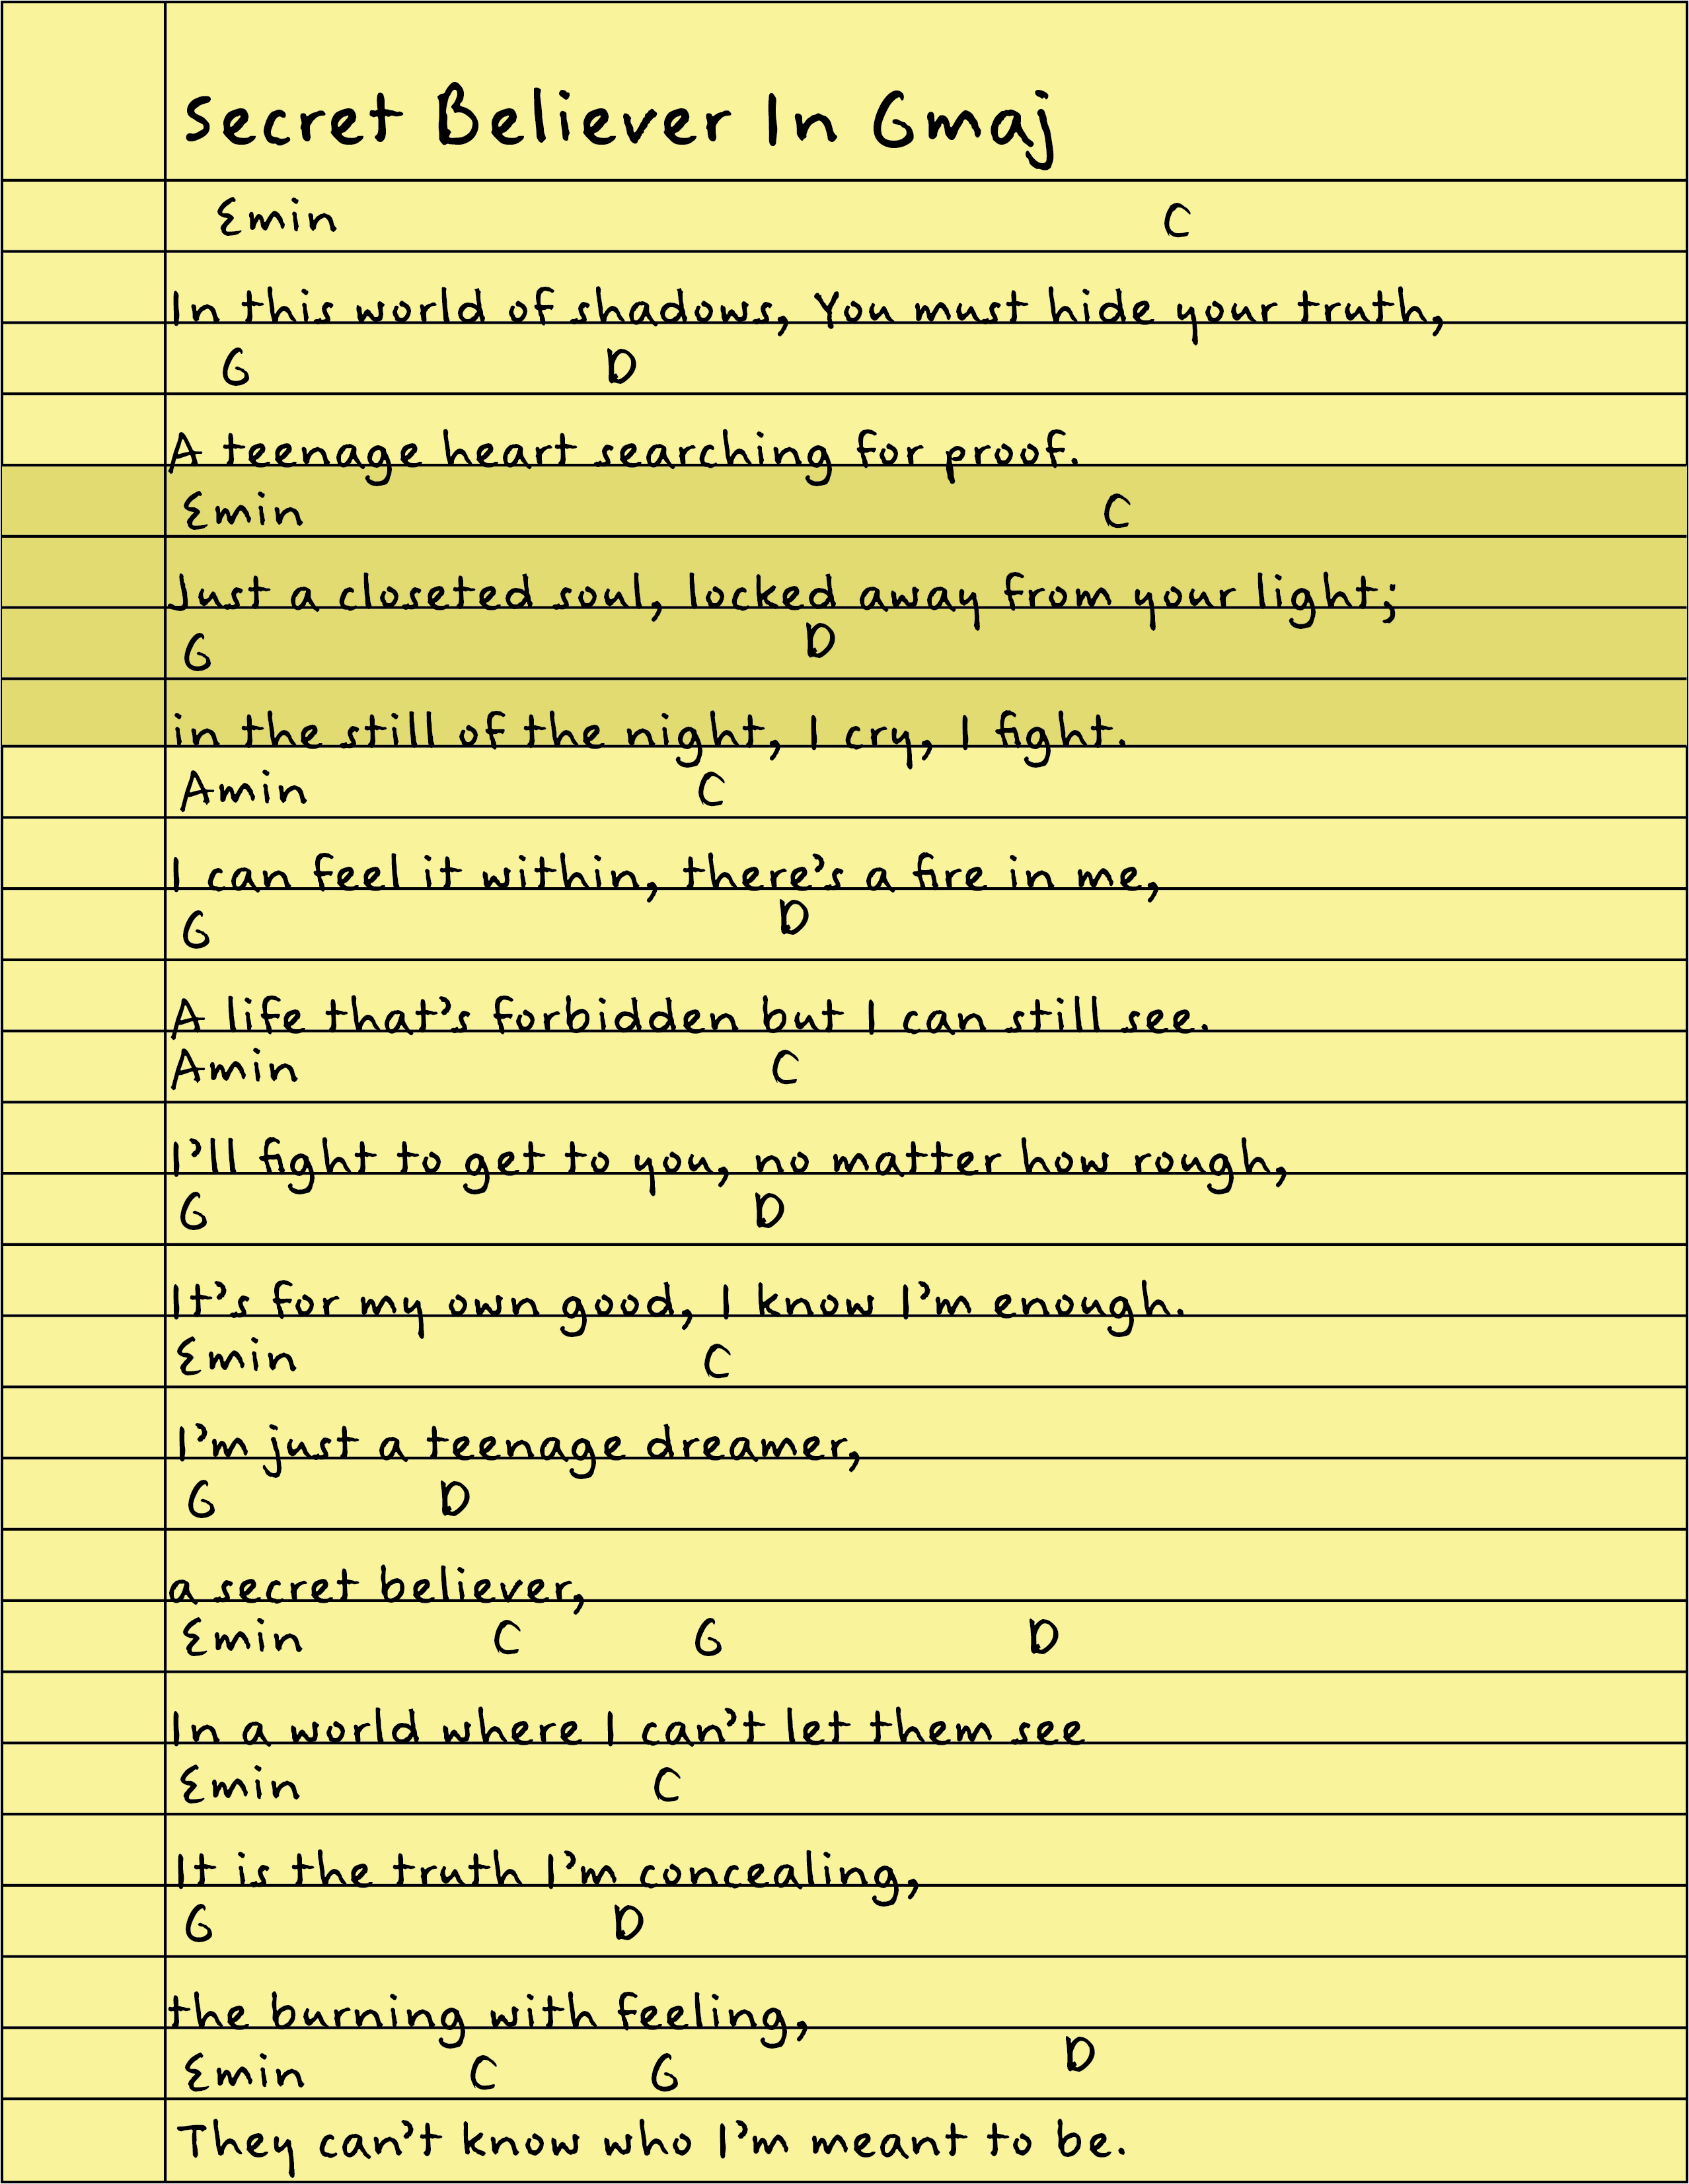 Secret Believer In Gmaj
Emin C
In this world of shadows, You must hide your truth,
G D
A teenage heart searching for proof.
Emin C
Just a closeted soul, locked away from your light;
G D
in the still of the night, I cry, I fight.
Amin C
I can feel it within, there's a fire in me,
G D
A life that's forbidden but I can still see.
Amin C
I'll fight to get to you, no matter how rough,
G D
It's for my own good, I know I'm enough.
Emin C
I'm just a teenage dreamer,
G D
a secret believer,
Emin C G D
In a world where I can't let them see
Emin C
It is the truth I'm concealing,
G D
the burning with feeling,
Emin C G D
They can't know who I'm meant to be.